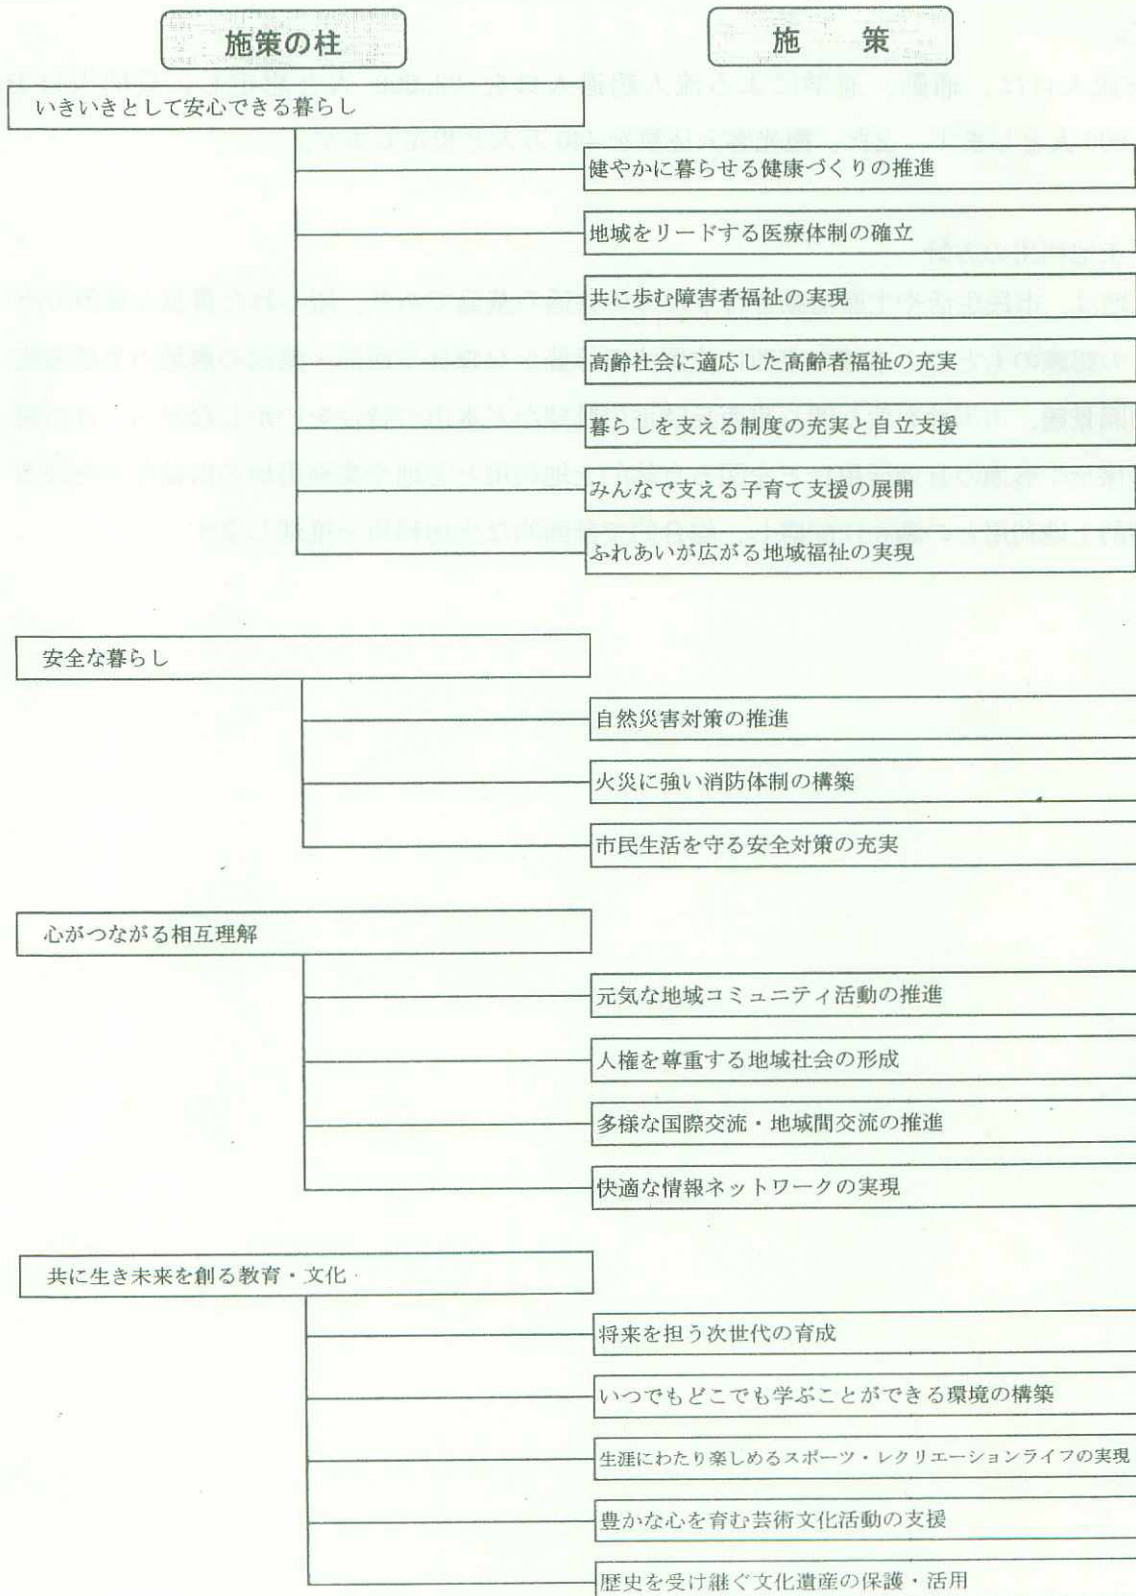 施策の柱
施 策
いきいきとして安心できる暮らし
健やかに暮らせる健康づくりの推進
地域をリードする医療体制の確立
共に歩む障害者福祉の実現
高齢社会に適応した高齢者福祉の充実
暮らしを支える制度の充実と自立支援
みんなで支える子育て支援の展開
ふれあいが広がる地域福祉の実現
安全な暮らし
自然災害対策の推進
火災に強い消防体制の構築
市民生活を守る安全対策の充実
心がつながる相互理解
元気な地域コミュニティ活動の推進
人権を尊重する地域社会の形成
多様な国際交流・地域間交流の推進
快適な情報ネットワークの実現
共に生き未来を創る教育・文化
将来を担う次世代の育成
いつでもどこでも学ぶことができる環境の構築
生涯にわたり楽しめるスポーツ・レクリエーションライフの実現
豊かな心を育む芸術文化活動の支援
歴史を受け継ぐ文化遺産の保護・活用